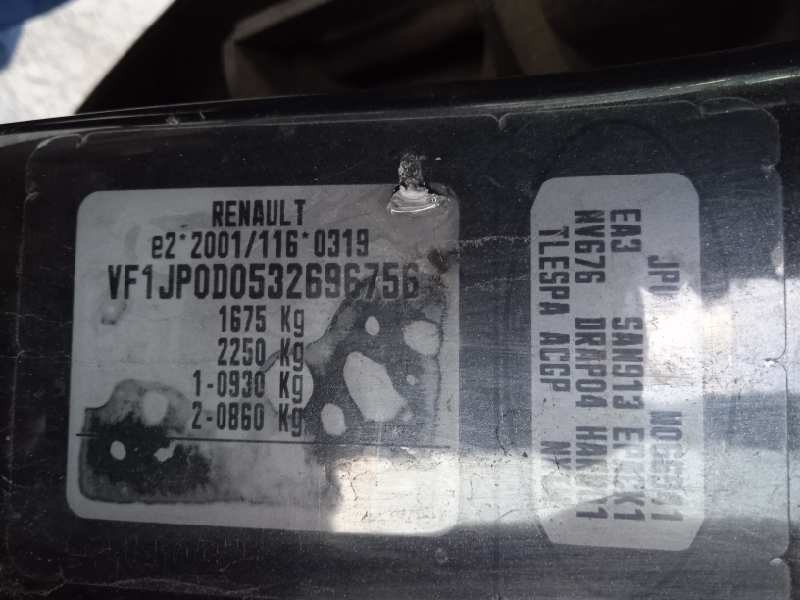 RENAULT
e2*2001/116*0319
VF1JP0D0532696756
1675 Kg
2250 Kg
1-0930 Kg
2-0860 Kg
EA3 SAN913
NV676 DRAP04
TLESPA ACGP